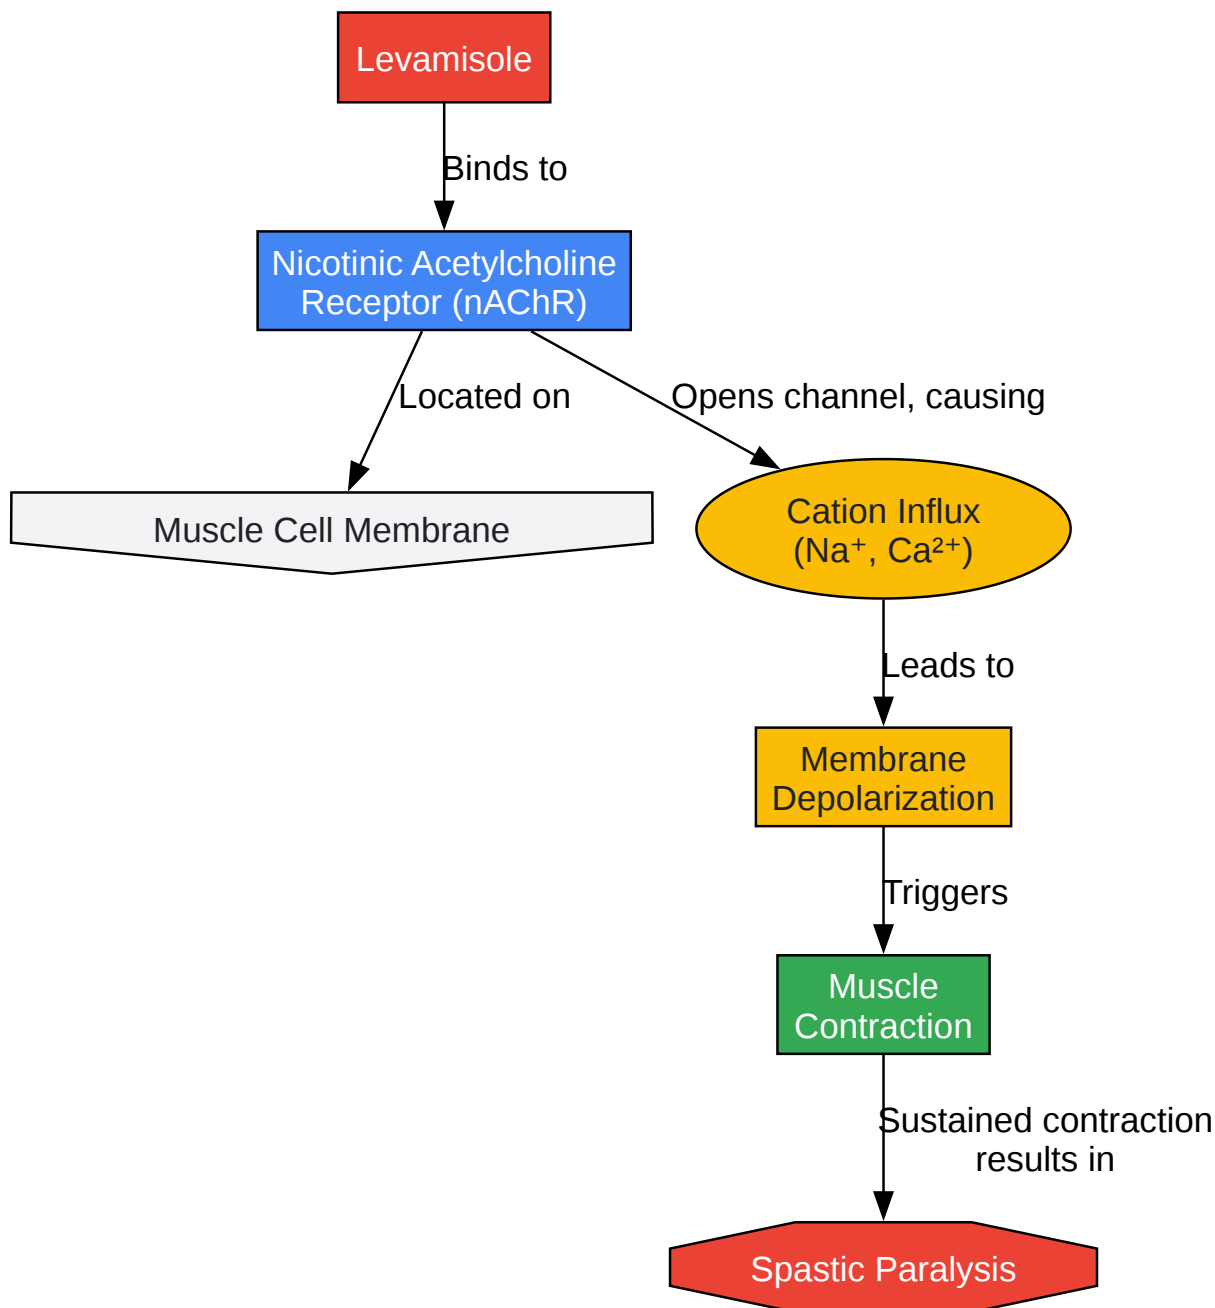 Levamisole
Binds to
Nicotinic Acetylcholine
Receptor (nAChR)
Located on
Opens channel, causing
Muscle Cell Membrane
Cation Influx
(Na⁺, Ca²⁺)
Leads to
Membrane
Depolarization
Triggers
Muscle
Contraction
Sustained contraction
results in
Spastic Paralysis